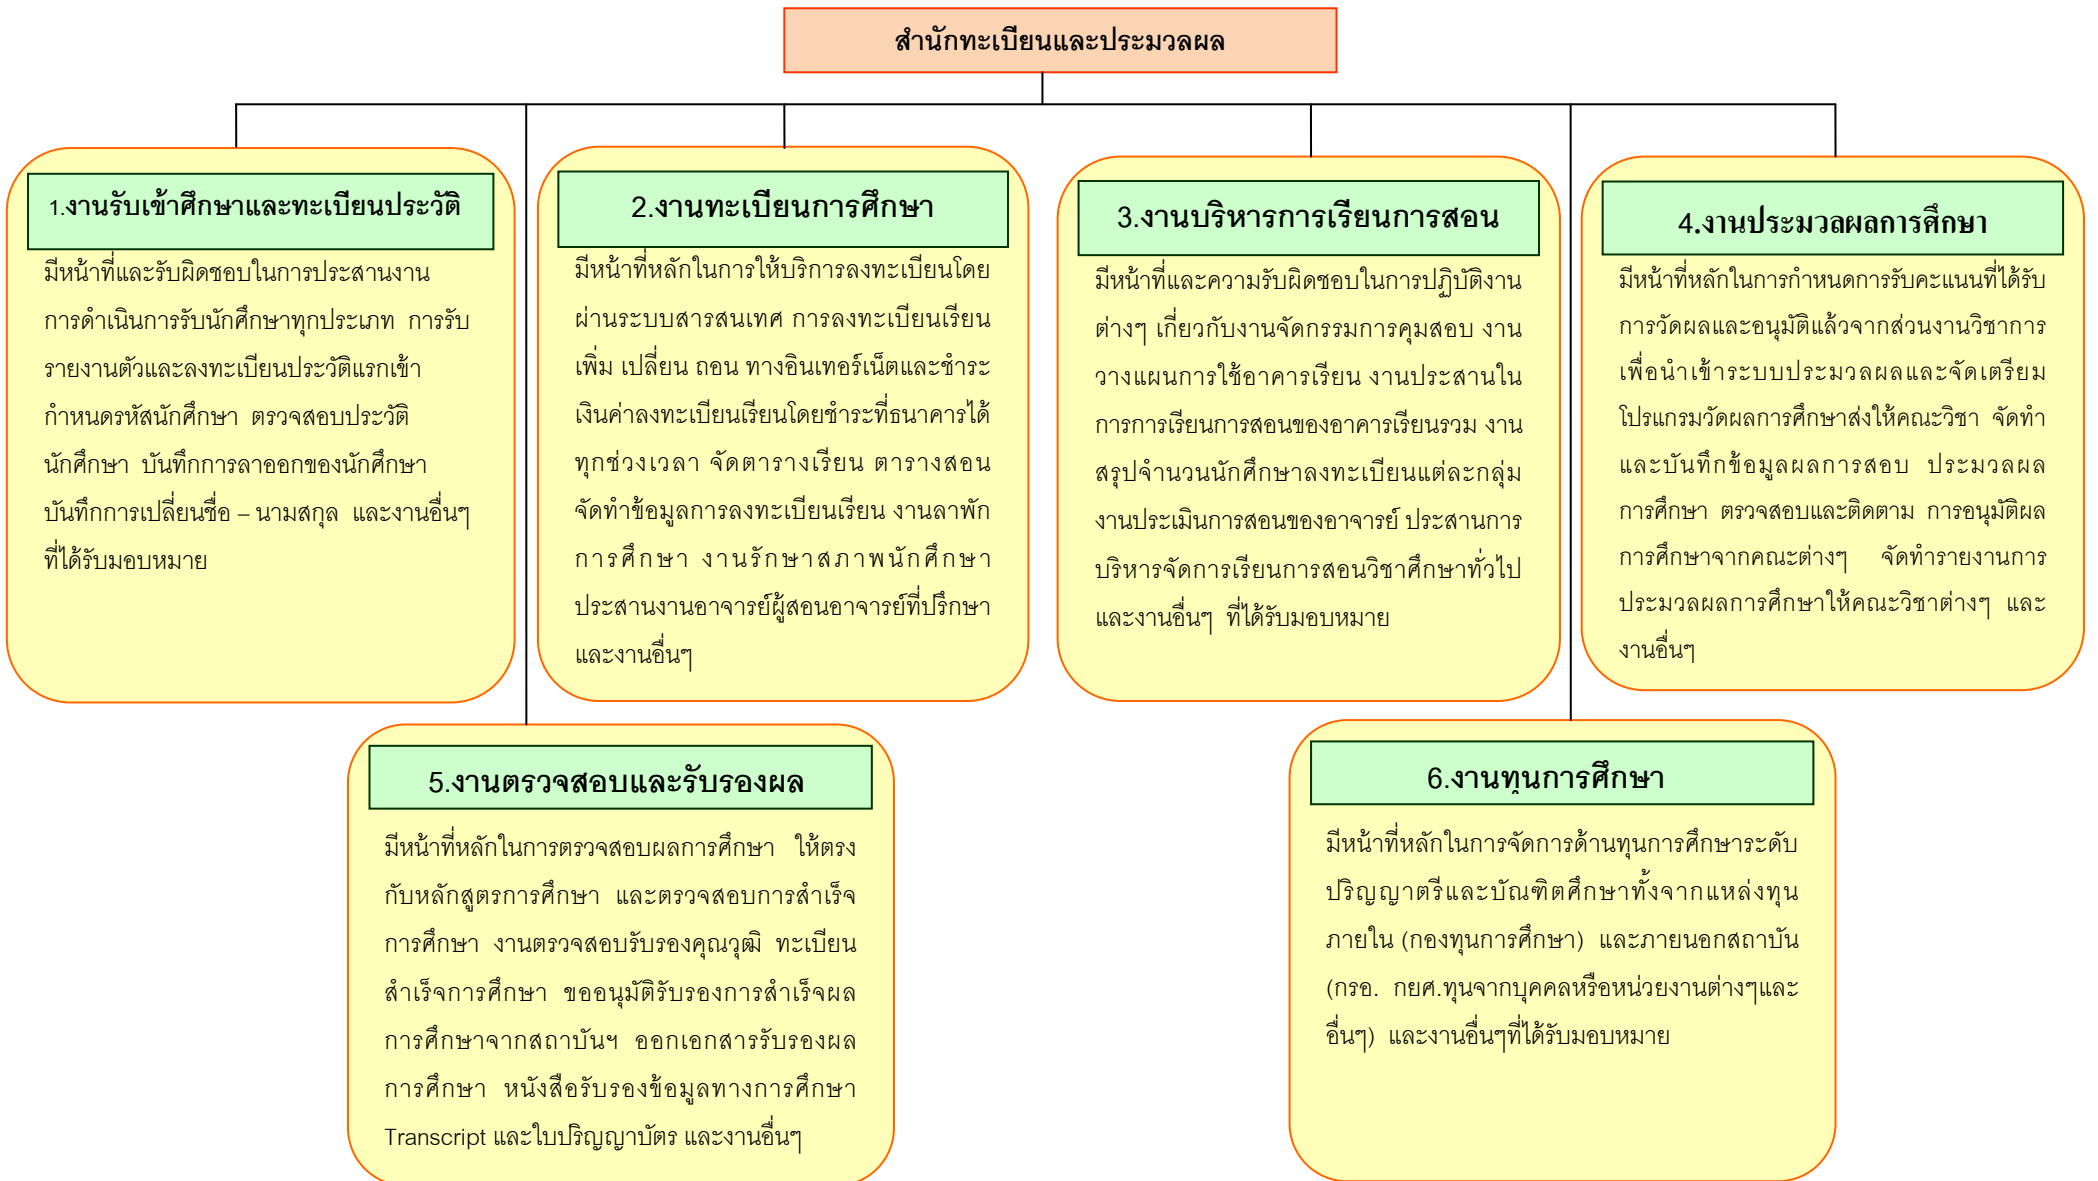 สำนักทะเบียนและประมวลผล
1.งานรับเข้าศึกษาและทะเบียนประวัติ
มีหน้าที่และรับผิดชอบในการประสานงาน
การดำเนินการรับนักศึกษาทุกประเภท การรับ
รายงานตัวและลงทะเบียนประวัติแรกเข้า
กำหนดรหัสนักศึกษา ตรวจสอบประวัติ
นักศึกษา บันทึกการลาออกของนักศึกษา
บันทึกการเปลี่ยนชื่อ – นามสกุล และงานอื่นๆ
ที่ได้รับมอบหมาย
2.งานทะเบียนการศึกษา
มีหน้าที่หลักในการให้บริการลงทะเบียนโดย
ผ่านระบบสารสนเทศ การลงทะเบียนเรียน
เพิ่ม เปลี่ยน ถอน ทางอินเทอร์เน็ตและชำระ
เงินค่าลงทะเบียนเรียนโดยชำระที่ธนาคารได้
ทุกช่วงเวลา จัดตารางเรียน ตารางสอน
จัดทำข้อมูลการลงทะเบียนเรียน งานลาพัก
การศึกษา งานรักษาสภาพนักศึกษา
ประสานงานอาจารย์ผู้สอนอาจารย์ที่ปรึกษา
และงานอื่นๆ
3.งานบริหารการเรียนการสอน
มีหน้าที่และความรับผิดชอบในการปฏิบัติงาน
ต่างๆ เกี่ยวกับงานจัดกรรมการคุมสอบ งาน
วางแผนการใช้อาคารเรียน งานประสานใน
การการเรียนการสอนของอาคารเรียนรวม งาน
สรุปจำนวนนักศึกษาลงทะเบียนแต่ละกลุ่ม
งานประเมินการสอนของอาจารย์ ประสานการ
บริหารจัดการเรียนการสอนวิชาศึกษาทั่วไป
และงานอื่นๆ ที่ได้รับมอบหมาย
4.งานประมวลผลการศึกษา
มีหน้าที่หลักในการกำหนดการรับคะแนนที่ได้รับ
การวัดผลและอนุมัติแล้วจากส่วนงานวิชาการ
เพื่อนำเข้าระบบประมวลผลและจัดเตรียม
โปรแกรมวัดผลการศึกษาส่งให้คณะวิชา จัดทำ
และบันทึกข้อมูลผลการสอบ ประมวลผล
การศึกษา ตรวจสอบและติดตาม การอนุมัติผล
การศึกษาจากคณะต่างๆ จัดทำรายงานการ
ประมวลผลการศึกษาให้คณะวิชาต่างๆ และ
งานอื่นๆ
5.งานตรวจสอบและรับรองผล
มีหน้าที่หลักในการตรวจสอบผลการศึกษา ให้ตรง
กับหลักสูตรการศึกษา และตรวจสอบการสำเร็จ
การศึกษา งานตรวจสอบรับรองคุณวุฒิ ทะเบียน
สำเร็จการศึกษา ขออนุมัติรับรองการสำเร็จผล
การศึกษาจากสถาบันฯ ออกเอกสารรับรองผล
การศึกษา หนังสือรับรองข้อมูลทางการศึกษา
Transcript และใบปริญญาบัตร และงานอื่นๆ
6.งานทุนการศึกษา
มีหน้าที่หลักในการจัดการด้านทุนการศึกษาระดับ
ปริญญาตรีและบัณฑิตศึกษาทั้งจากแหล่งทุน
ภายใน (กองทุนการศึกษา) และภายนอกสถาบัน
(กรอ. กยศ.ทุนจากบุคคลหรือหน่วยงานต่างๆและ
อื่นๆ) และงานอื่นๆที่ได้รับมอบหมาย